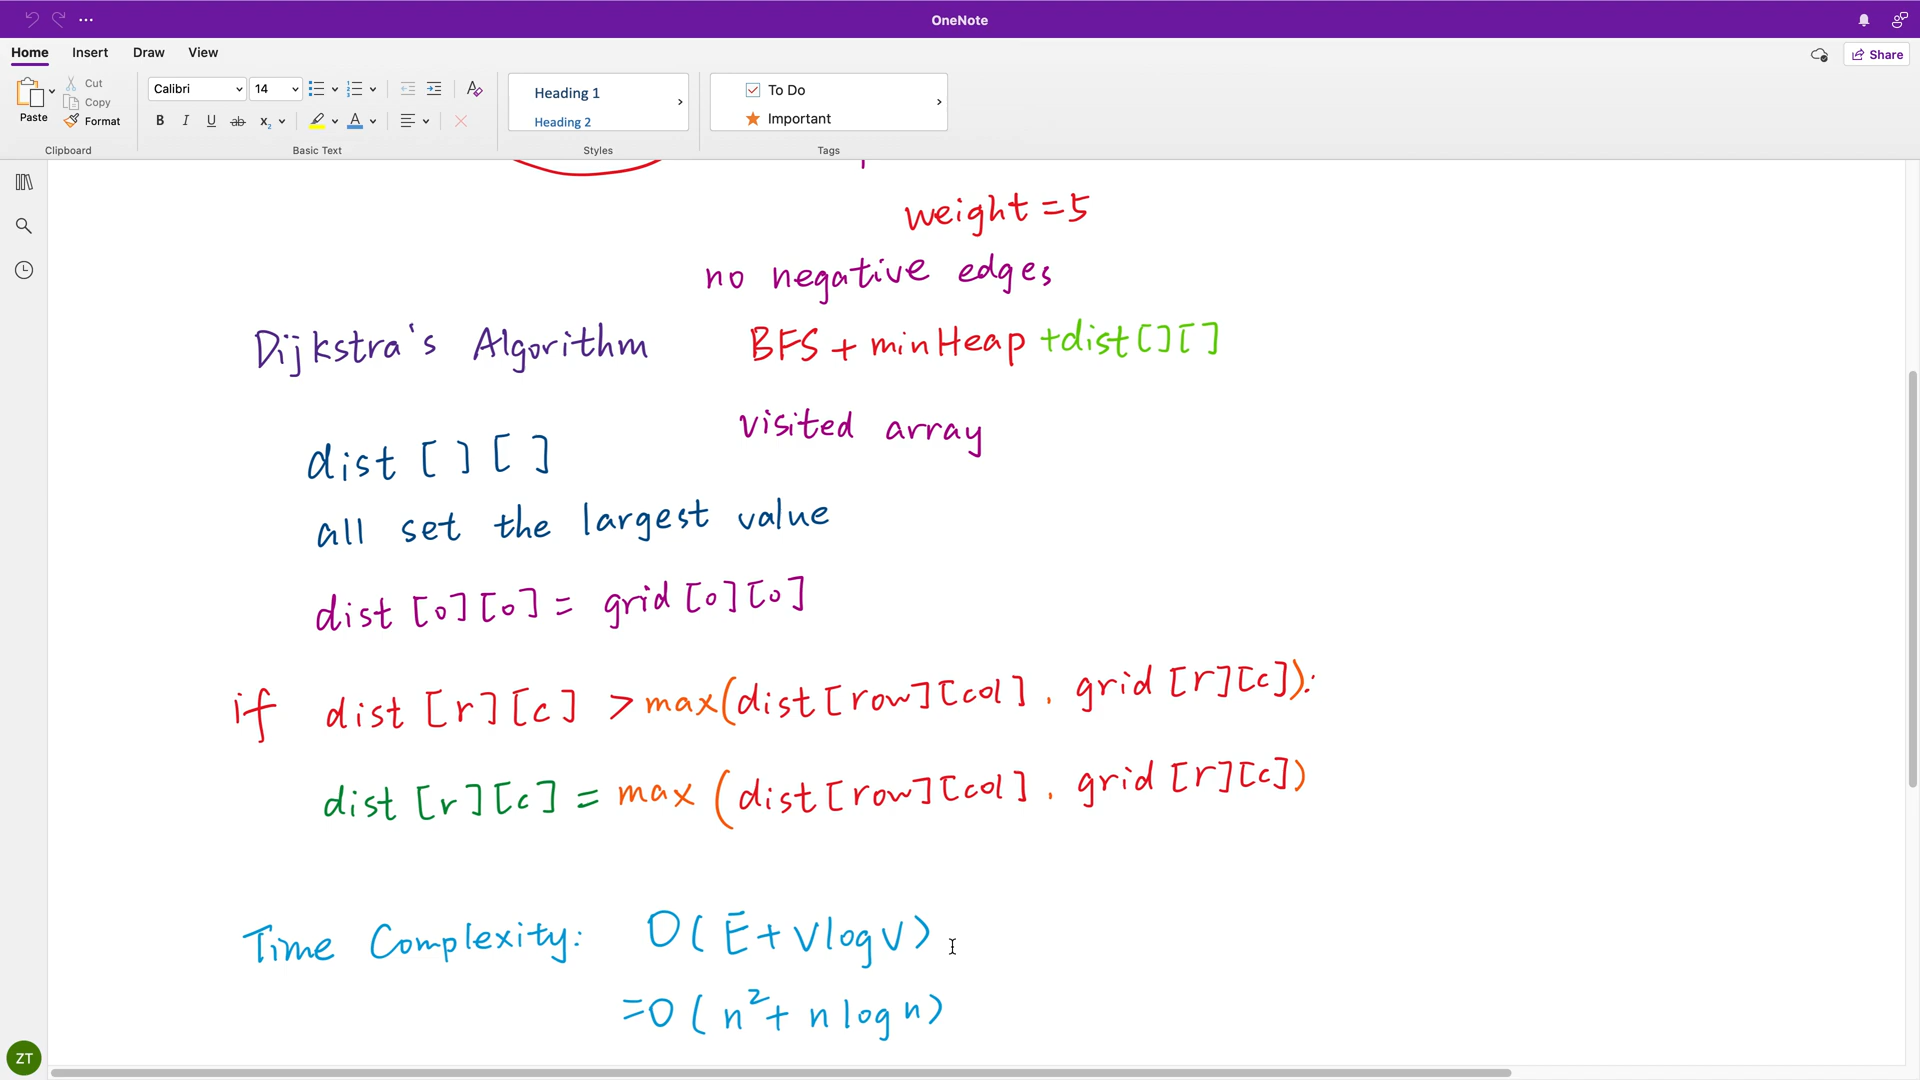 OneNote
Home Insert Draw View
Share
Paste
Cut
Copy
Format
Calibri 14
Heading 1
Heading 2
To Do
Important
Clipboard Basic Text Styles Tags
weight = 5
no negative edges
Dijkstra's Algorithm BFS + minHeap + dist[][]
visited array
dist [ ] [ ]
all set the largest value
dist [0][0] = grid [0][0]
if dist [r][c] > max(dist[row][col], grid [r][c]):
dist [r][c] = max (dist[row][col], grid [r][c])
Time Complexity: O( E + VlogV)
= O ( n² + n log n)
ZT